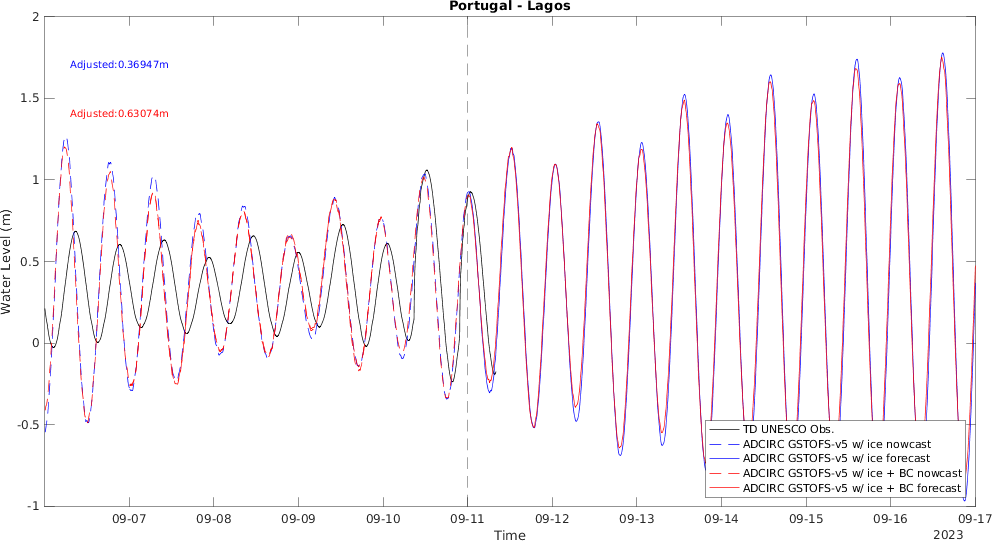 Portugal - Lagos
2
1.5
1
0.5
0
-0.5
-1
Water Level (m)
Adjusted:0.36947m
Adjusted:0.63074m
TD UNESCO Obs.
ADCIRC GSTOFS-v5 w/ ice nowcast
ADCIRC GSTOFS-v5 w/ ice forecast
ADCIRC GSTOFS-v5 w/ ice + BC nowcast
ADCIRC GSTOFS-v5 w/ ice + BC forecast
09-07 09-08 09-09 09-10 09-11 09-12 09-13 09-14 09-15 09-16 09-17
Time
2023